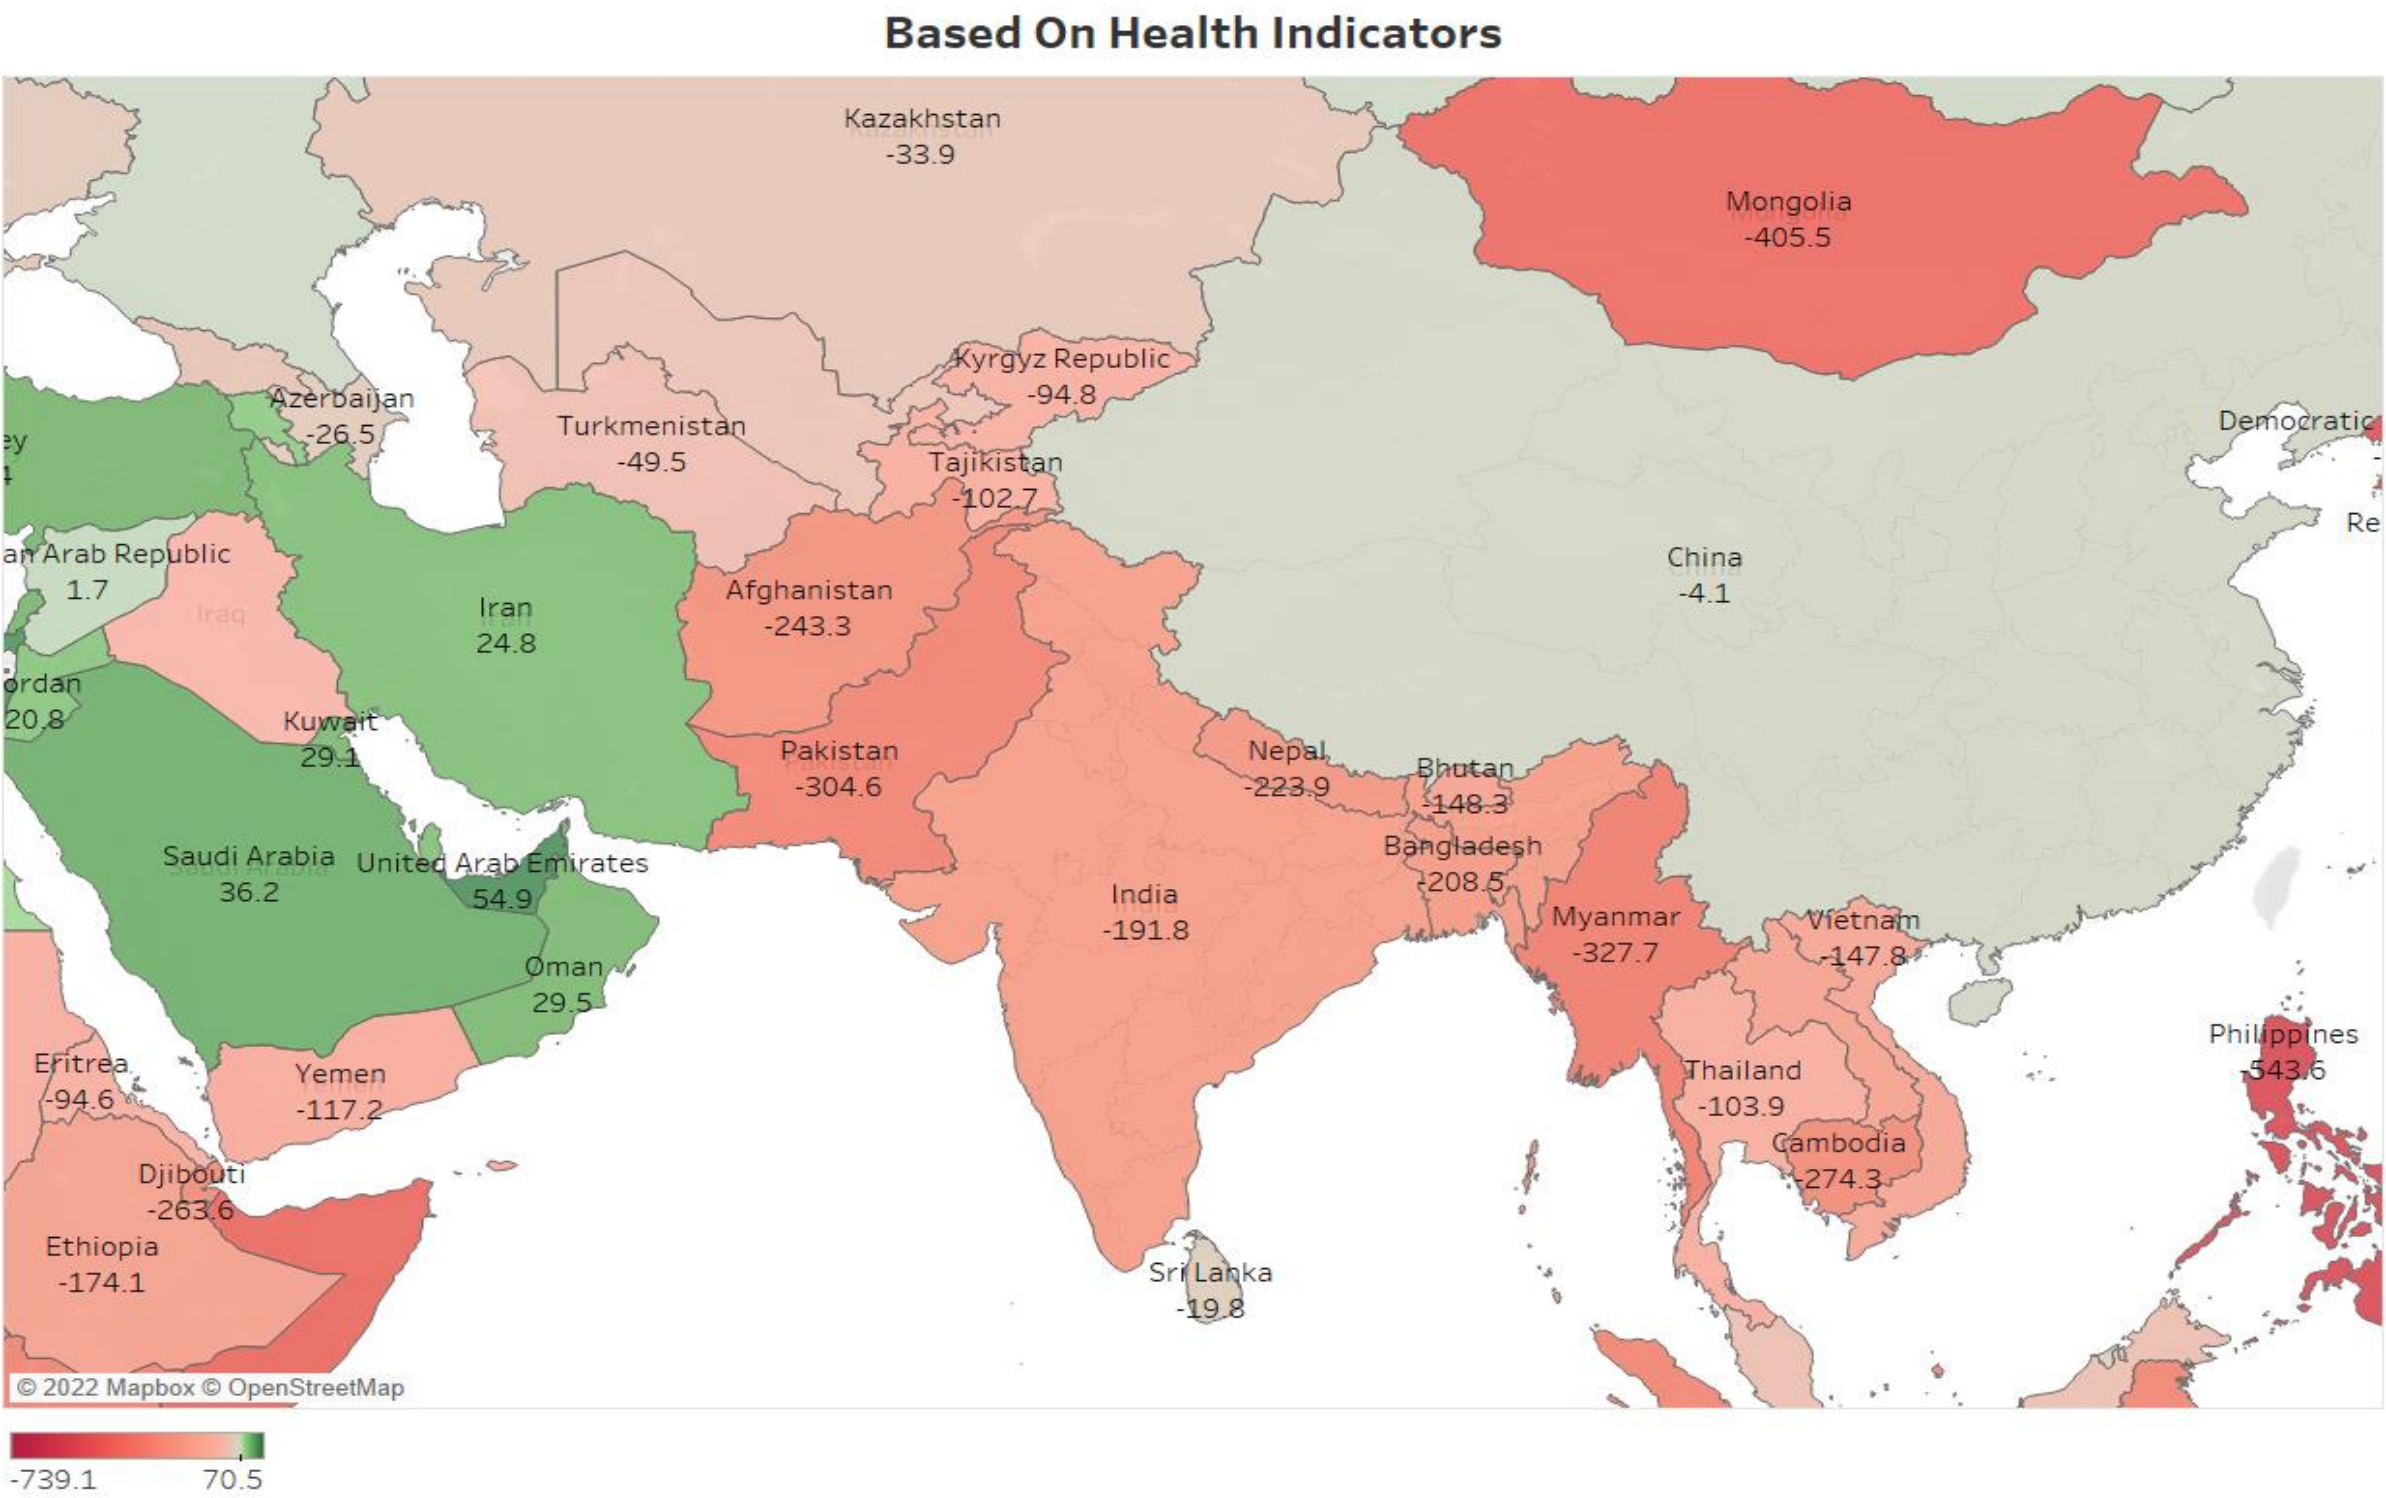 Based On Health Indicators
Kazakhstan
-33.9
Mongolia
-405.5
Kyrgyz Republic
-94.8
Azerbaijan
-26.5
Turkmenistan
-49.5
Democratic
ey
4
Tajikistan
-102.7
Re
an Arab Republic
1.7
China
-4.1
Iraq
Iran
24.8
Afghanistan
-243.3
ordan
20.8
Kuwait
29.1
Pakistan
-304.6
Nepal
-223.9
Bhutan
-148.3
Bangladesh
-208.5
Saudi Arabia
36.2
United Arab Emirates
54.9
India
-191.8
Myanmar
-327.7
Vietnam
-147.8
Oman
29.5
Philippines
-543.6
Eritrea
-94.6
Yemen
-117.2
Thailand
-103.9
Cambodia
-274.3
Djibouti
-263.6
Ethiopia
-174.1
Sri Lanka
-19.8
© 2022 Mapbox © OpenStreetMap
-739.1 70.5